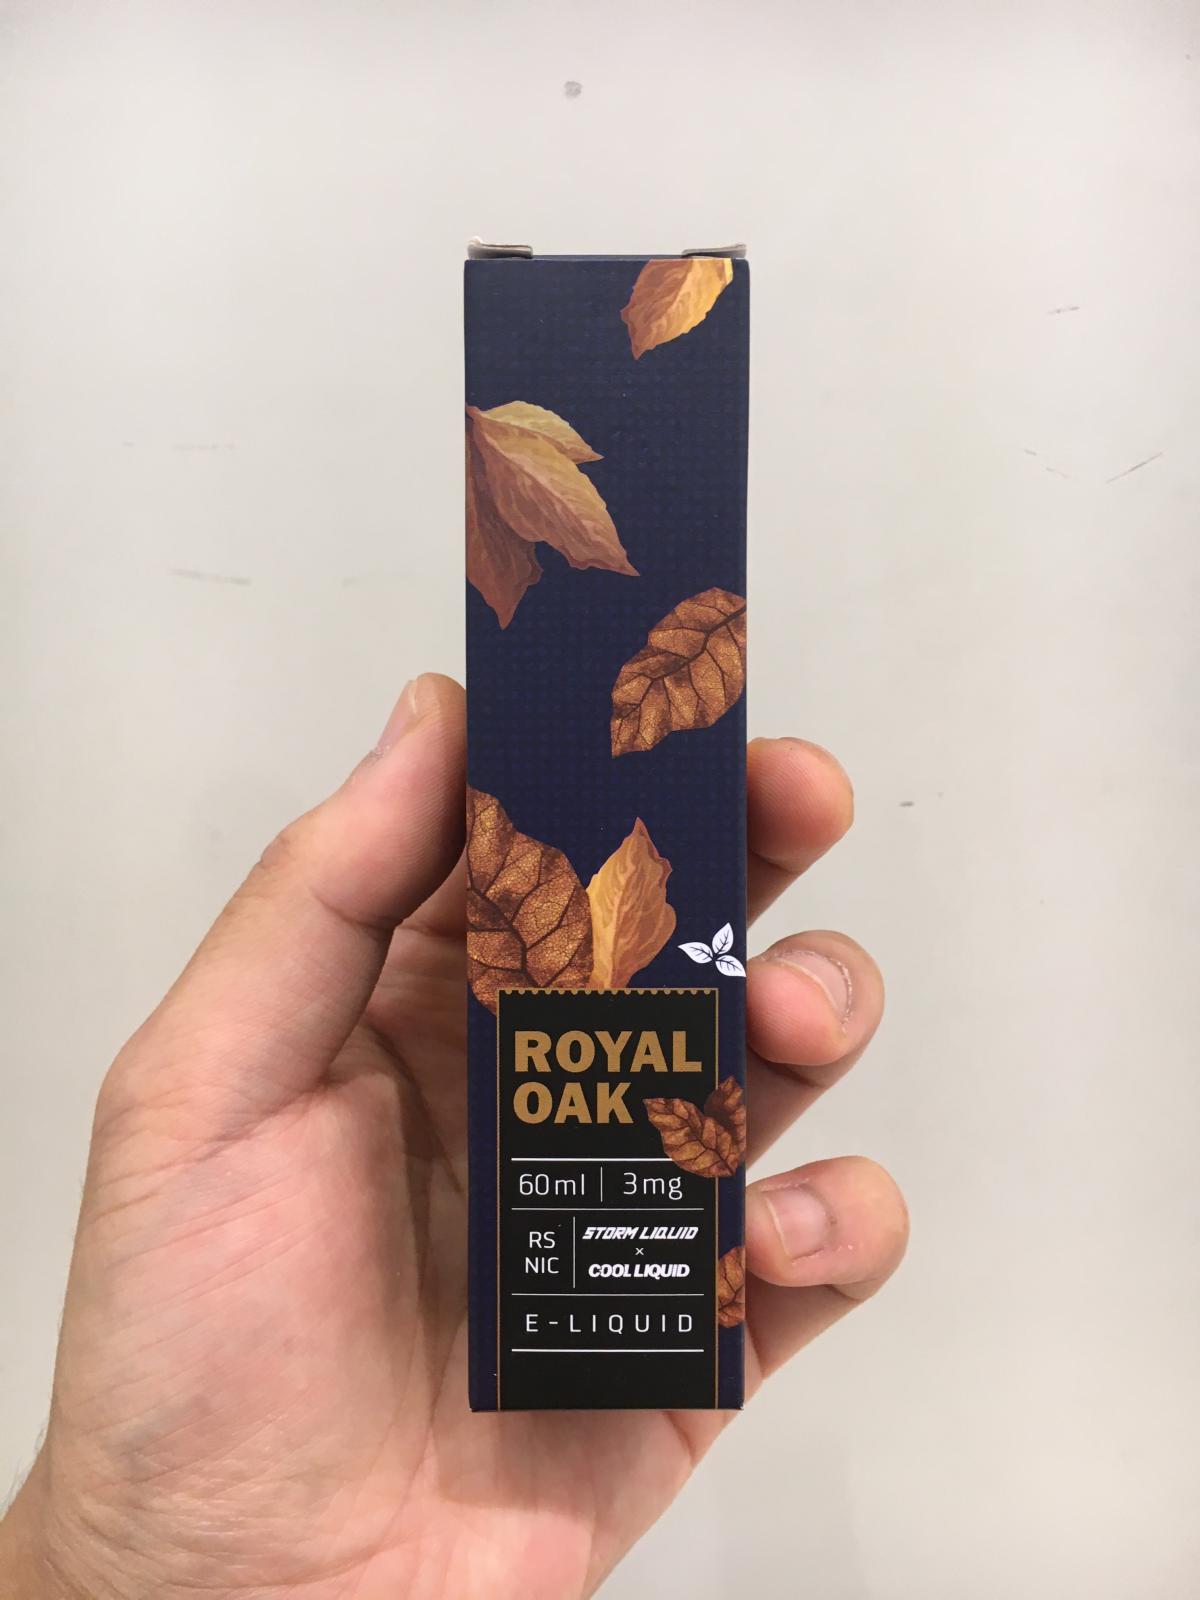 ROYAL
OAK
60ml | 3mg
RS
NIC
STORM LIQUID
x
COOL LIQUID
E-LIQUID